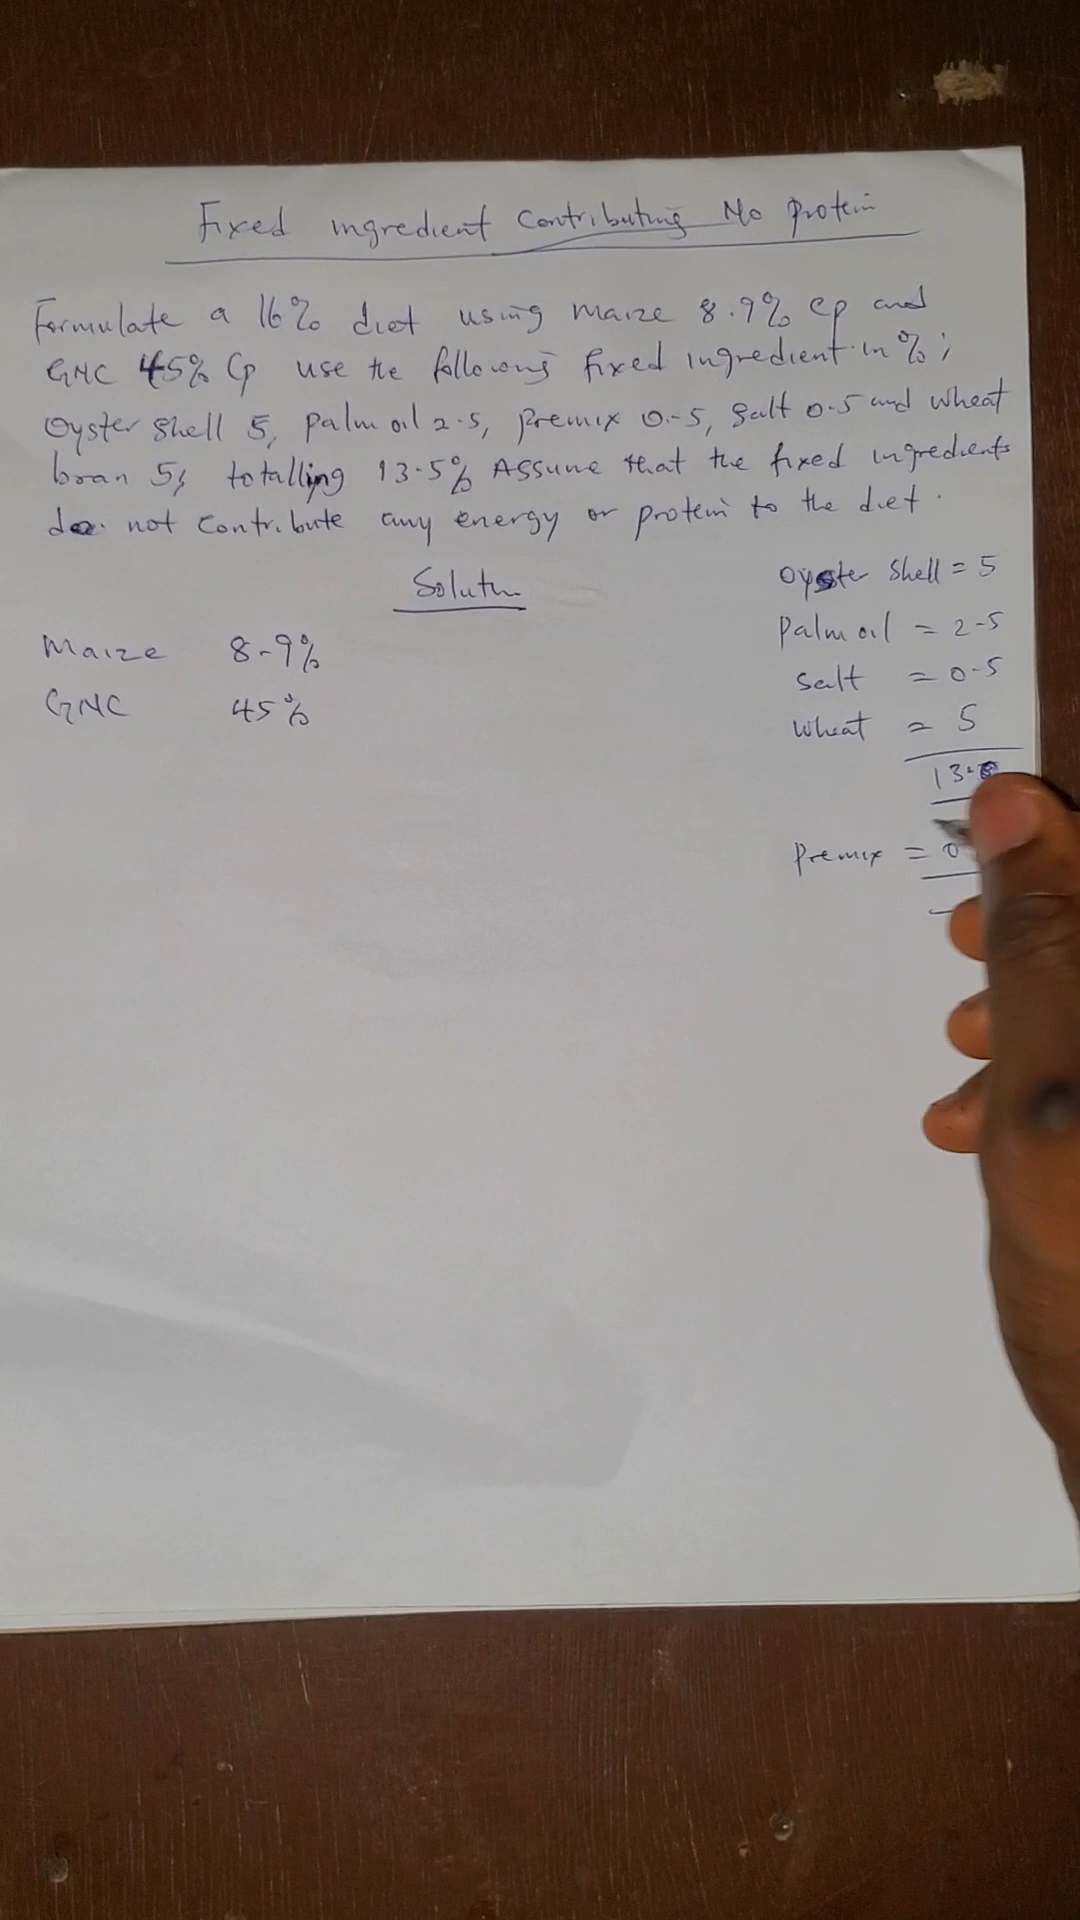 Fixed ingredient Contributing No protein
Formulate a 16% diet using maize 8.9% cp and
GNC 45% Cp use the following fixed ingredient in %;
Oyster shell 5, palm oil 2.5, premix 0.5, salt 0.5 and wheat
bran 5, totalling 13.5% Assume that the fixed ingredients
do not contribute any energy or protein to the diet.
Solutn
Oyster shell = 5
Maize 8.9%
palm oil = 2.5
GNC 45%
salt = 0.5
wheat = 5
Premix = 0